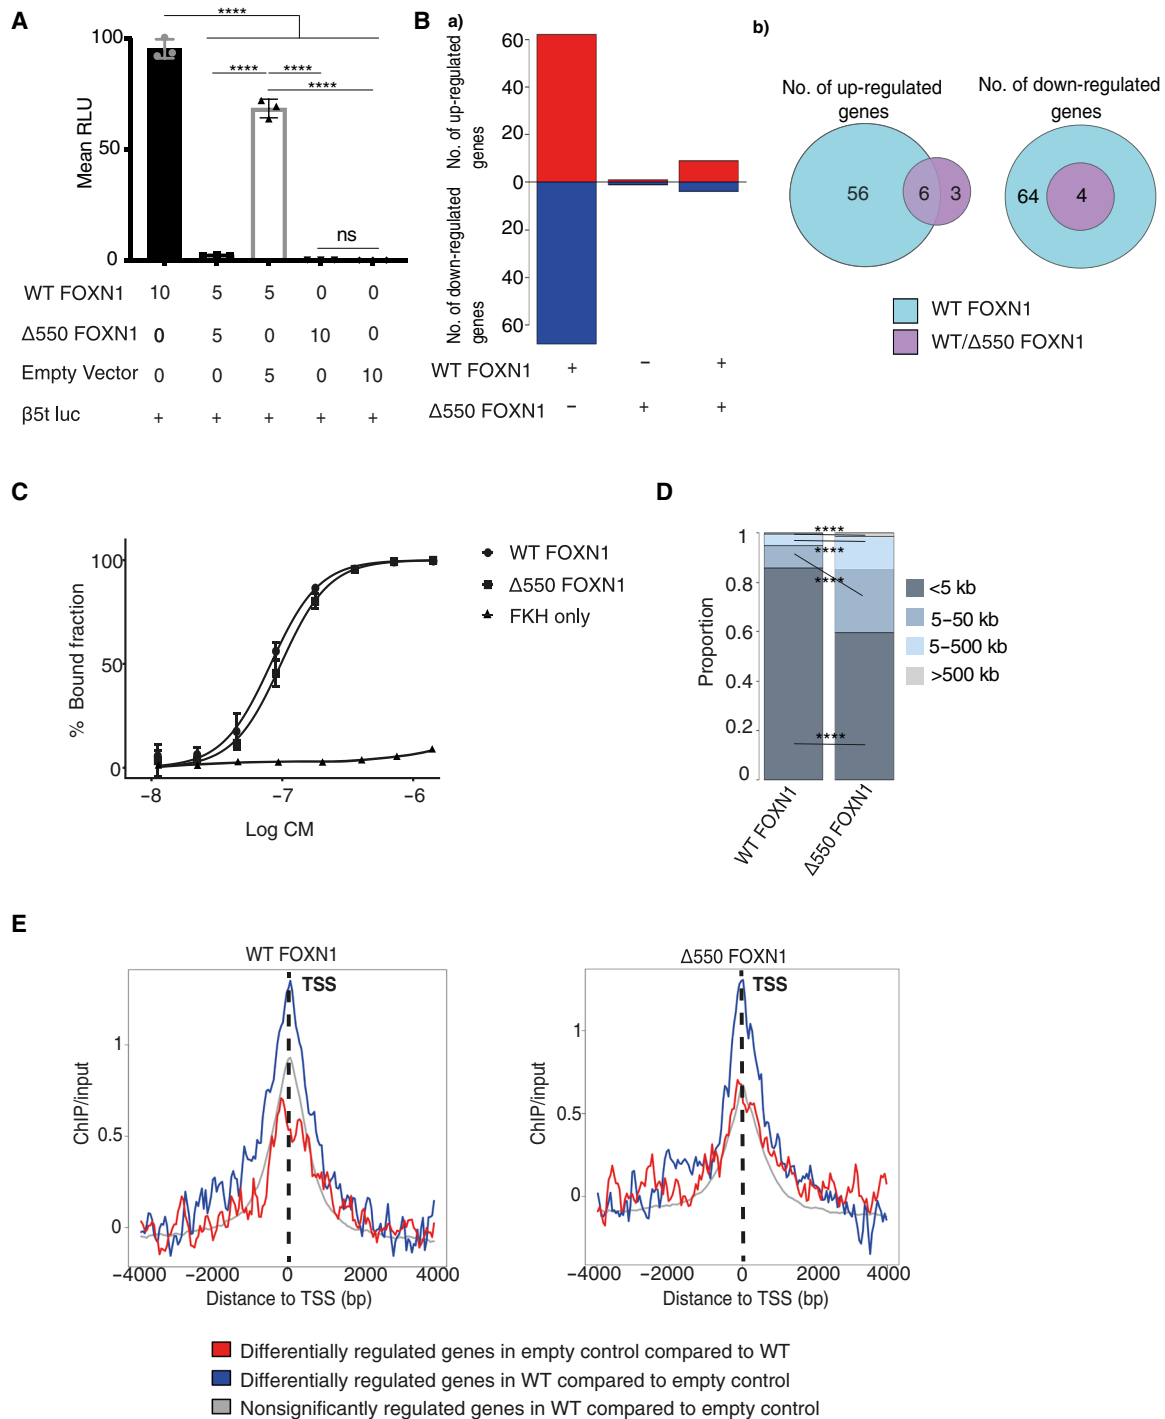 A
****
**** ****
****
ns
Mean RLU
100
50
0
WT FOXN1 10 5 5 0 0
Δ550 FOXN1 0 5 0 10 0
Empty Vector 0 0 5 0 10
β5t luc + + + + +
B a)
No. of up-regulated genes
No. of down-regulated genes
60
40
20
0
20
40
60
WT FOXN1 + − +
Δ550 FOXN1 − + +
b)
No. of up-regulated
genes
56 6 3
No. of down-regulated
genes
64 4
WT FOXN1
WT/Δ550 FOXN1
C
% Bound fraction
100
50
0
−8 −7 −6
Log CM
WT FOXN1
Δ550 FOXN1
FKH only
D
Proportion
1
0.8
0.6
0.4
0.2
0
****
****
****
****
WT FOXN1
Δ550 FOXN1
<5 kb
5–50 kb
5–500 kb
>500 kb
E
WT FOXN1
TSS
ChIP/input
1
0.5
0
−4000 −2000 0 2000 4000
Distance to TSS (bp)
Δ550 FOXN1
TSS
ChIP/input
1
0.5
0
−4000 −2000 0 2000 4000
Distance to TSS (bp)
Differentially regulated genes in empty control compared to WT
Differentially regulated genes in WT compared to empty control
Nonsignificantly regulated genes in WT compared to empty control